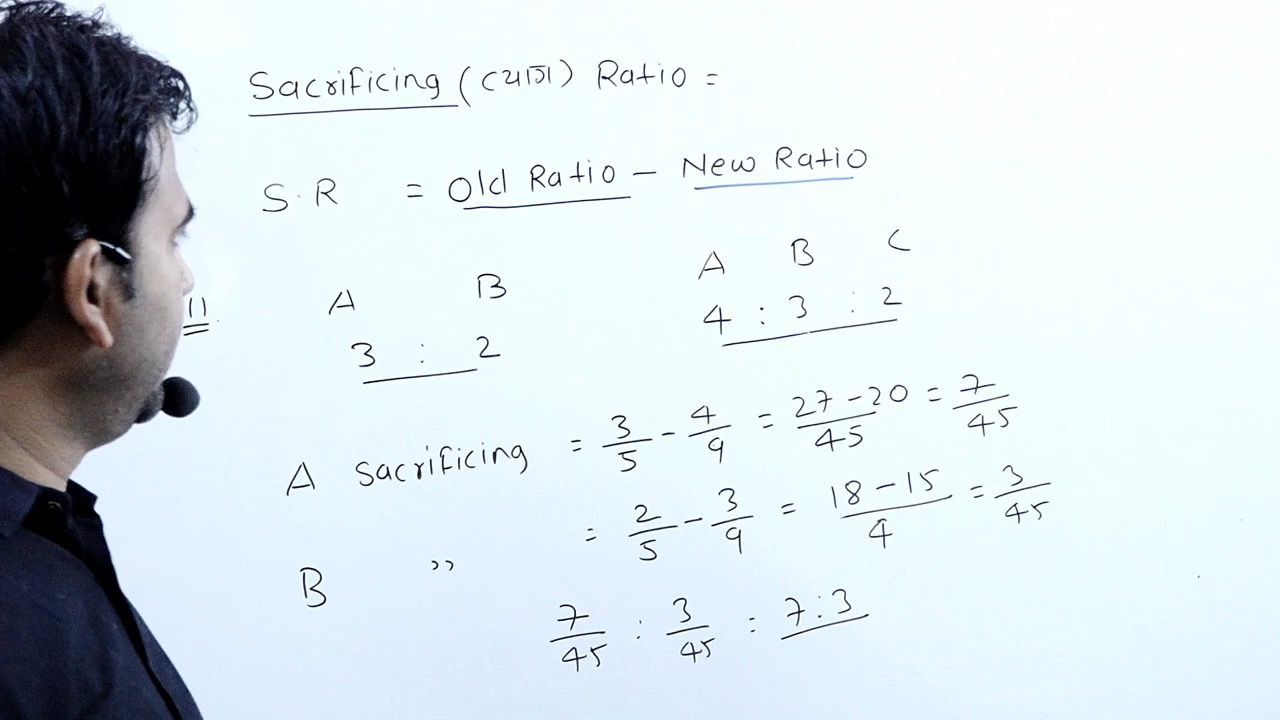 Sacrificing (त्याग) Ratio =
S.R = Old Ratio - New Ratio
11. A B A B C
3 : 2 4 : 3 : 2
A Sacrificing = 3/5 - 4/9 = 27-20/45 = 7/45
B ,, = 2/5 - 3/9 = 18-15/4 = 3/45
7/45 : 3/45 = 7:3